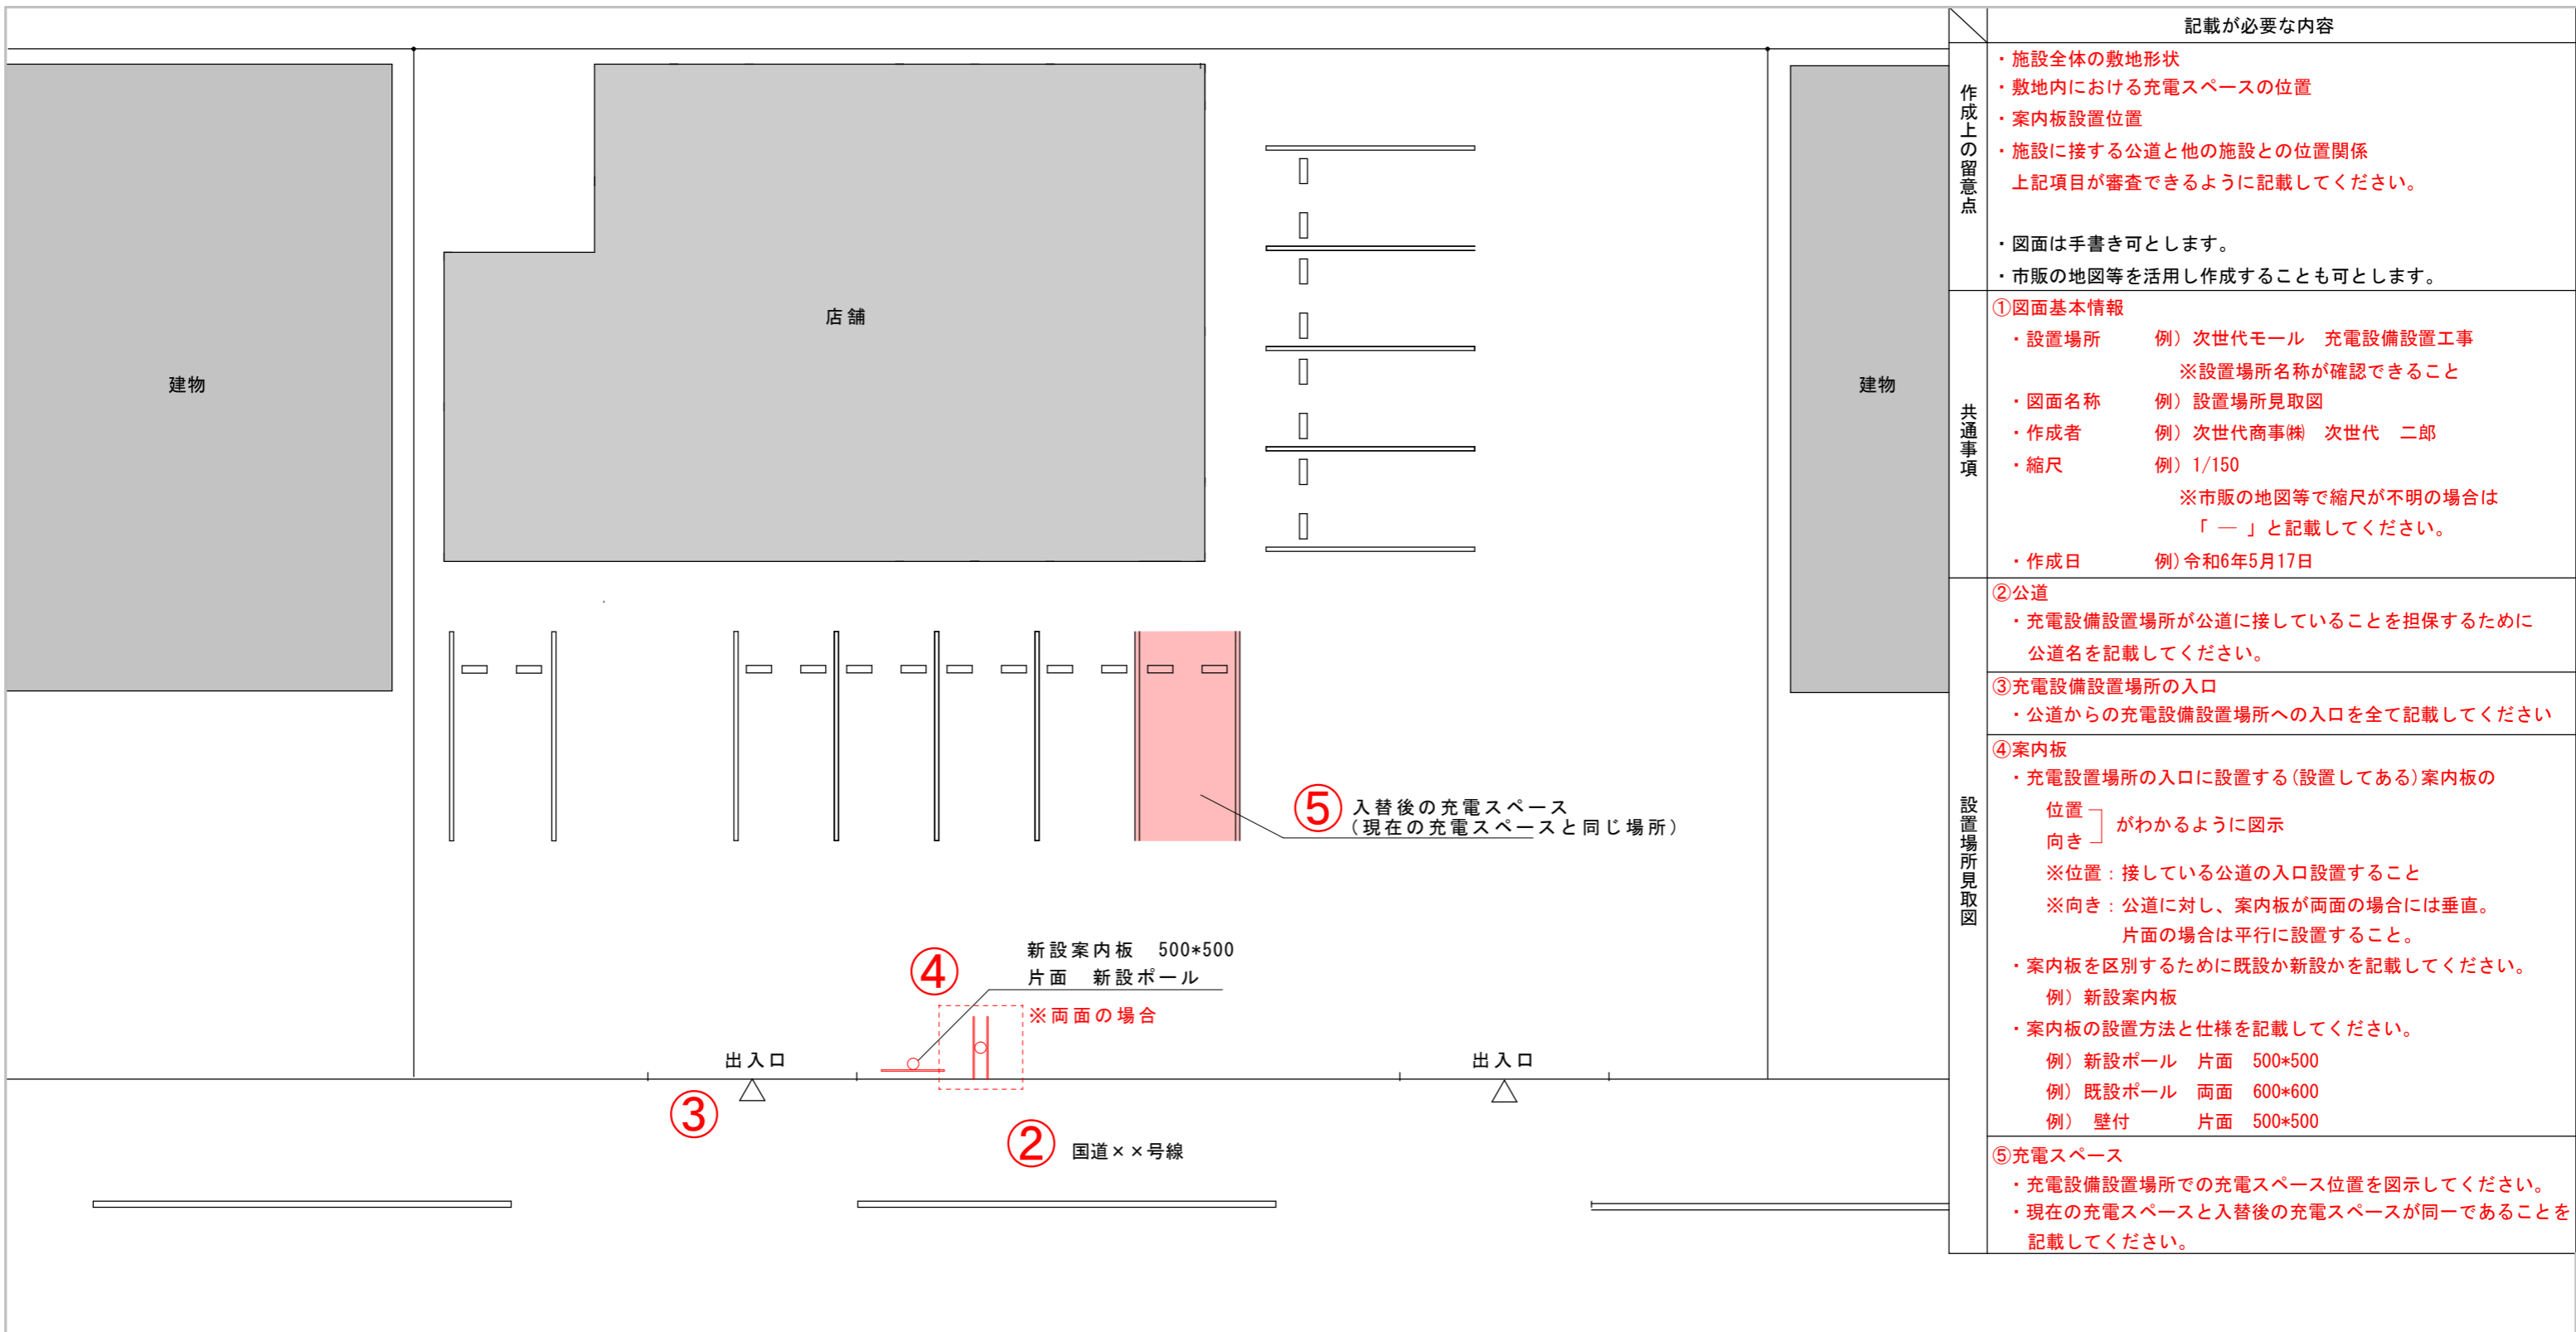 建物
店舗
建物
⑤ 入替後の充電スペース
(現在の充電スペースと同じ場所)
④
新設案内板 500*500
片面 新設ポール
※両面の場合
出入口
出入口
③
② 国道××号線
記載が必要な内容
作成上の留意点
・施設全体の敷地形状
・敷地内における充電スペースの位置
・案内板設置位置
・施設に接する公道と他の施設との位置関係
上記項目が審査できるように記載してください。
・図面は手書き可とします。
・市販の地図等を活用し作成することも可とします。
共通事項
①図面基本情報
・設置場所 例）次世代モール 充電設備設置工事
※設置場所名称が確認できること
・図面名称 例）設置場所見取図
・作成者 例）次世代商事㈱ 次世代 二郎
・縮尺 例）1/150
※市販の地図等で縮尺が不明の場合は
「 ― 」と記載してください。
・作成日 例)令和6年5月17日
設置場所見取図
②公道
・充電設備設置場所が公道に接していることを担保するために
公道名を記載してください。
③充電設備設置場所の入口
・公道からの充電設備設置場所への入口を全て記載してください
④案内板
・充電設置場所の入口に設置する(設置してある)案内板の
位置
向き
がわかるように図示
※位置：接している公道の入口設置すること
※向き：公道に対し、案内板が両面の場合には垂直。
片面の場合は平行に設置すること。
・案内板を区別するために既設か新設かを記載してください。
例）新設案内板
・案内板の設置方法と仕様を記載してください。
例）新設ポール 片面 500*500
例）既設ポール 両面 600*600
例） 壁付 片面 500*500
⑤充電スペース
・充電設備設置場所での充電スペース位置を図示してください。
・現在の充電スペースと入替後の充電スペースが同一であることを
記載してください。